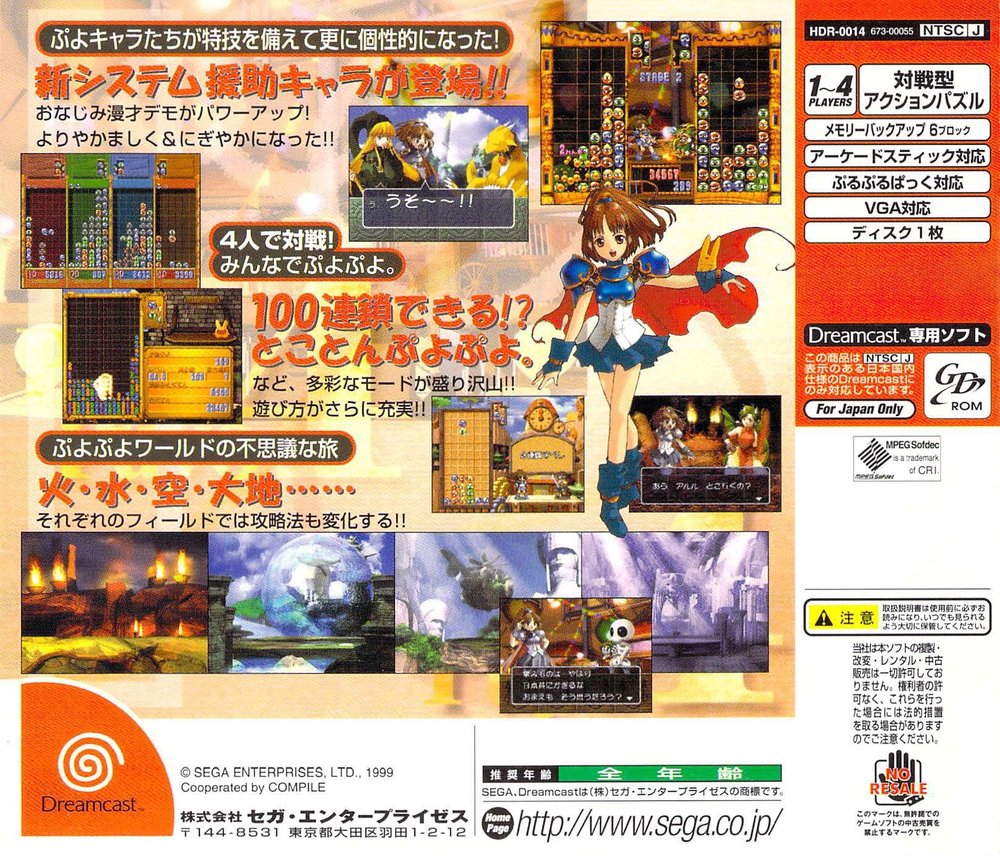 ぷよキャラたちが特技を備えて更に個性的になった!
新システム援助キャラが登場!!
おなじみ漫才デモがパワーアップ!
よりやかましく&にぎやかになった!!
うそ~~!!
STAGE 2
34567
4人で対戦!
みんなでぷよぷよ。
100連鎖できる!?
とことんぷよぷよ。
など、多彩なモードが盛り沢山!!
遊び方がさらに充実!!
ぷよぷよワールドの不思議な旅
火・水・空・大地……
それぞれのフィールドでは攻略法も変化する!!
あら アルル とこいくの?
日本丼にかぎるな
おまえも そう思うだろう?
HDR-0014 673-00055 NTSC J
1~4 PLAYERS
対戦型
アクションパズル
メモリーバックアップ 6ブロック
アーケードスティック対応
ぷるぷるぱっく対応
VGA対応
ディスク1枚
Dreamcast™ 専用ソフト
この商品は NTSC J
表示のある日本国内
仕様のDreamcastに
のみ対応しています。
For Japan Only
GD
ROM
MPEG Sofdec
is a trademark
of CRI.
MPEG Sofdec
注意
取扱説明書は使用前に必ずお
読みになり、いつでも見られる
よう大切に保管してください。
当社は本ソフトの複製・
改変・レンタル・中古
販売は一切許可してお
りません。権利者の許
可なく、これらを行っ
た場合には法的措置
を取る場合があります
のでご注意ください。
NO
RESALE
このマークは、無許諾での
ゲームソフトの中古売買を
禁止するマークです。
Dreamcast™
© SEGA ENTERPRISES, LTD., 1999
Cooperated by COMPILE
株式会社 セガ・エンタープライゼス
〒144-8531 東京都大田区羽田1-2-12
推奨年齢 全年齢
SEGA、Dreamcastは(株)セガ・エンタープライゼスの商標です。
Home Page http://www.sega.co.jp/